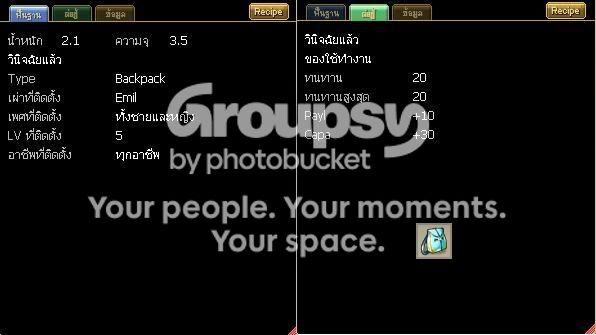 พื้นฐาน ต่อสู้ ข้อมูล Recipe
น้ำหนัก 2.1 ความจุ 3.5
วินิจฉัยแล้ว
Type Backpack
เผ่าที่ติดตั้ง Emil
เพศที่ติดตั้ง ทั้งชายและหญิง
LV ที่ติดตั้ง 5
อาชีพที่ติดตั้ง ทุกอาชีพ
พื้นฐาน ต่อสู้ ข้อมูล Recipe
วินิจฉัยแล้ว
ของใช้ทำงาน
ทนทาน 20
ทนทานสูงสุด 20
Payl +10
Capa +30
Groupsy
by photobucket
Your people. Your moments.
Your space.